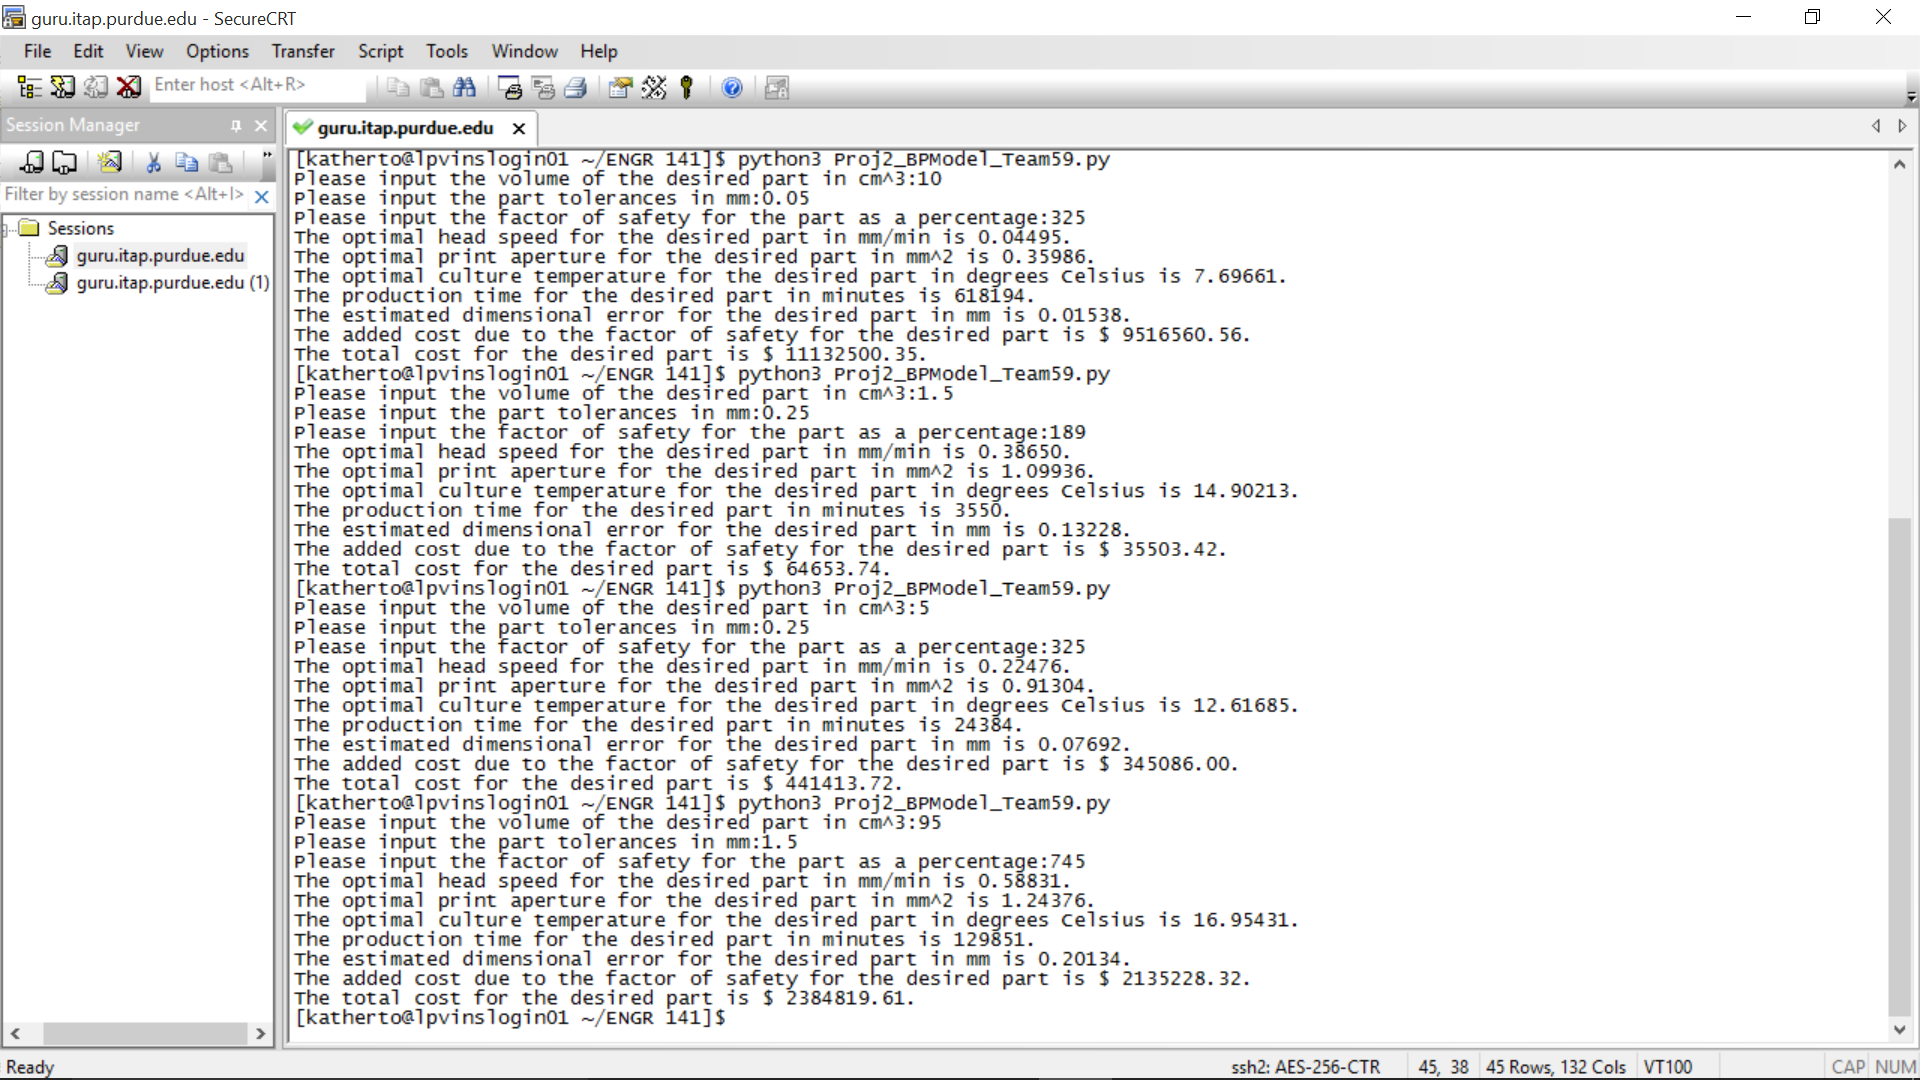 guru.itap.purdue.edu - SecureCRT
File Edit View Options Transfer Script Tools Window Help
Enter host <Alt+R>
Session Manager
guru.itap.purdue.edu
Filter by session name <Alt+I>
Sessions
guru.itap.purdue.edu
guru.itap.purdue.edu (1)
[katherto@lpvinslogin01 ~/ENGR 141]$ python3 Proj2_BPModel_Team59.py
Please input the volume of the desired part in cm^3:10
Please input the part tolerances in mm:0.05
Please input the factor of safety for the part as a percentage:325
The optimal head speed for the desired part in mm/min is 0.04495.
The optimal print aperture for the desired part in mm^2 is 0.35986.
The optimal culture temperature for the desired part in degrees Celsius is 7.69661.
The production time for the desired part in minutes is 618194.
The estimated dimensional error for the desired part in mm is 0.01538.
The added cost due to the factor of safety for the desired part is $ 9516560.56.
The total cost for the desired part is $ 11132500.35.
[katherto@lpvinslogin01 ~/ENGR 141]$ python3 Proj2_BPModel_Team59.py
Please input the volume of the desired part in cm^3:1.5
Please input the part tolerances in mm:0.25
Please input the factor of safety for the part as a percentage:189
The optimal head speed for the desired part in mm/min is 0.38650.
The optimal print aperture for the desired part in mm^2 is 1.09936.
The optimal culture temperature for the desired part in degrees Celsius is 14.90213.
The production time for the desired part in minutes is 3550.
The estimated dimensional error for the desired part in mm is 0.13228.
The added cost due to the factor of safety for the desired part is $ 35503.42.
The total cost for the desired part is $ 64653.74.
[katherto@lpvinslogin01 ~/ENGR 141]$ python3 Proj2_BPModel_Team59.py
Please input the volume of the desired part in cm^3:5
Please input the part tolerances in mm:0.25
Please input the factor of safety for the part as a percentage:325
The optimal head speed for the desired part in mm/min is 0.22476.
The optimal print aperture for the desired part in mm^2 is 0.91304.
The optimal culture temperature for the desired part in degrees Celsius is 12.61685.
The production time for the desired part in minutes is 24384.
The estimated dimensional error for the desired part in mm is 0.07692.
The added cost due to the factor of safety for the desired part is $ 345086.00.
The total cost for the desired part is $ 441413.72.
[katherto@lpvinslogin01 ~/ENGR 141]$ python3 Proj2_BPModel_Team59.py
Please input the volume of the desired part in cm^3:95
Please input the part tolerances in mm:1.5
Please input the factor of safety for the part as a percentage:745
The optimal head speed for the desired part in mm/min is 0.58831.
The optimal print aperture for the desired part in mm^2 is 1.24376.
The optimal culture temperature for the desired part in degrees Celsius is 16.95431.
The production time for the desired part in minutes is 129851.
The estimated dimensional error for the desired part in mm is 0.20134.
The added cost due to the factor of safety for the desired part is $ 2135228.32.
The total cost for the desired part is $ 2384819.61.
[katherto@lpvinslogin01 ~/ENGR 141]$
Ready ssh2: AES-256-CTR 45, 38 45 Rows, 132 Cols VT100 CAP NUM